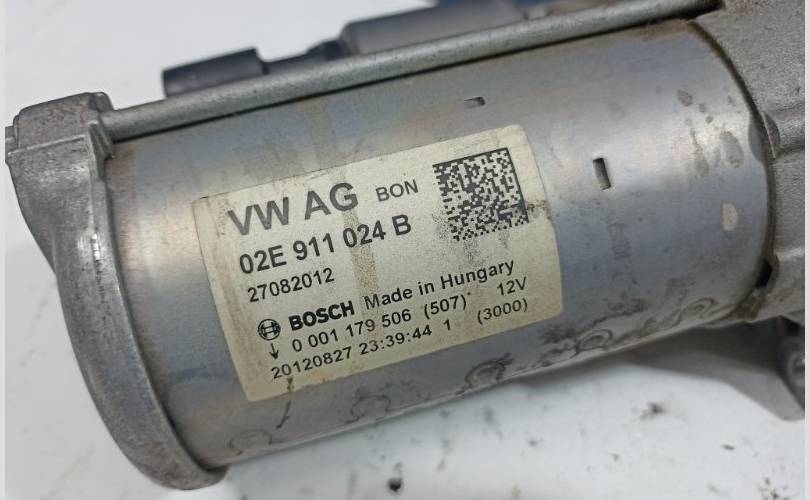 VW AG BON
02E 911 024 B
27082012
BOSCH Made in Hungary
0 001 179 506 (507) 12V
20120827 23:39:44 1 (3000)